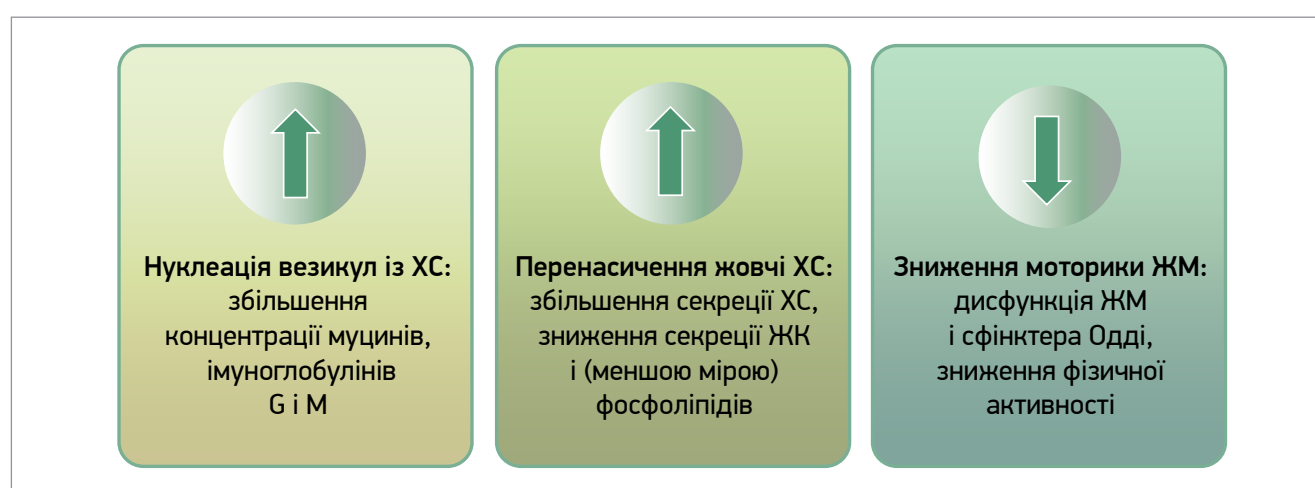 Нуклеація везикул із ХС:
збільшення
концентрації муцинів,
імуноглобулінів
G і M
Перенасичення жовчі ХС:
збільшення секреції ХС,
зниження секреції ЖК
і (меншою мірою)
фосфоліпідів
Зниження моторики ЖМ:
дисфункція ЖМ
і сфінктера Одді,
зниження фізичної
активності